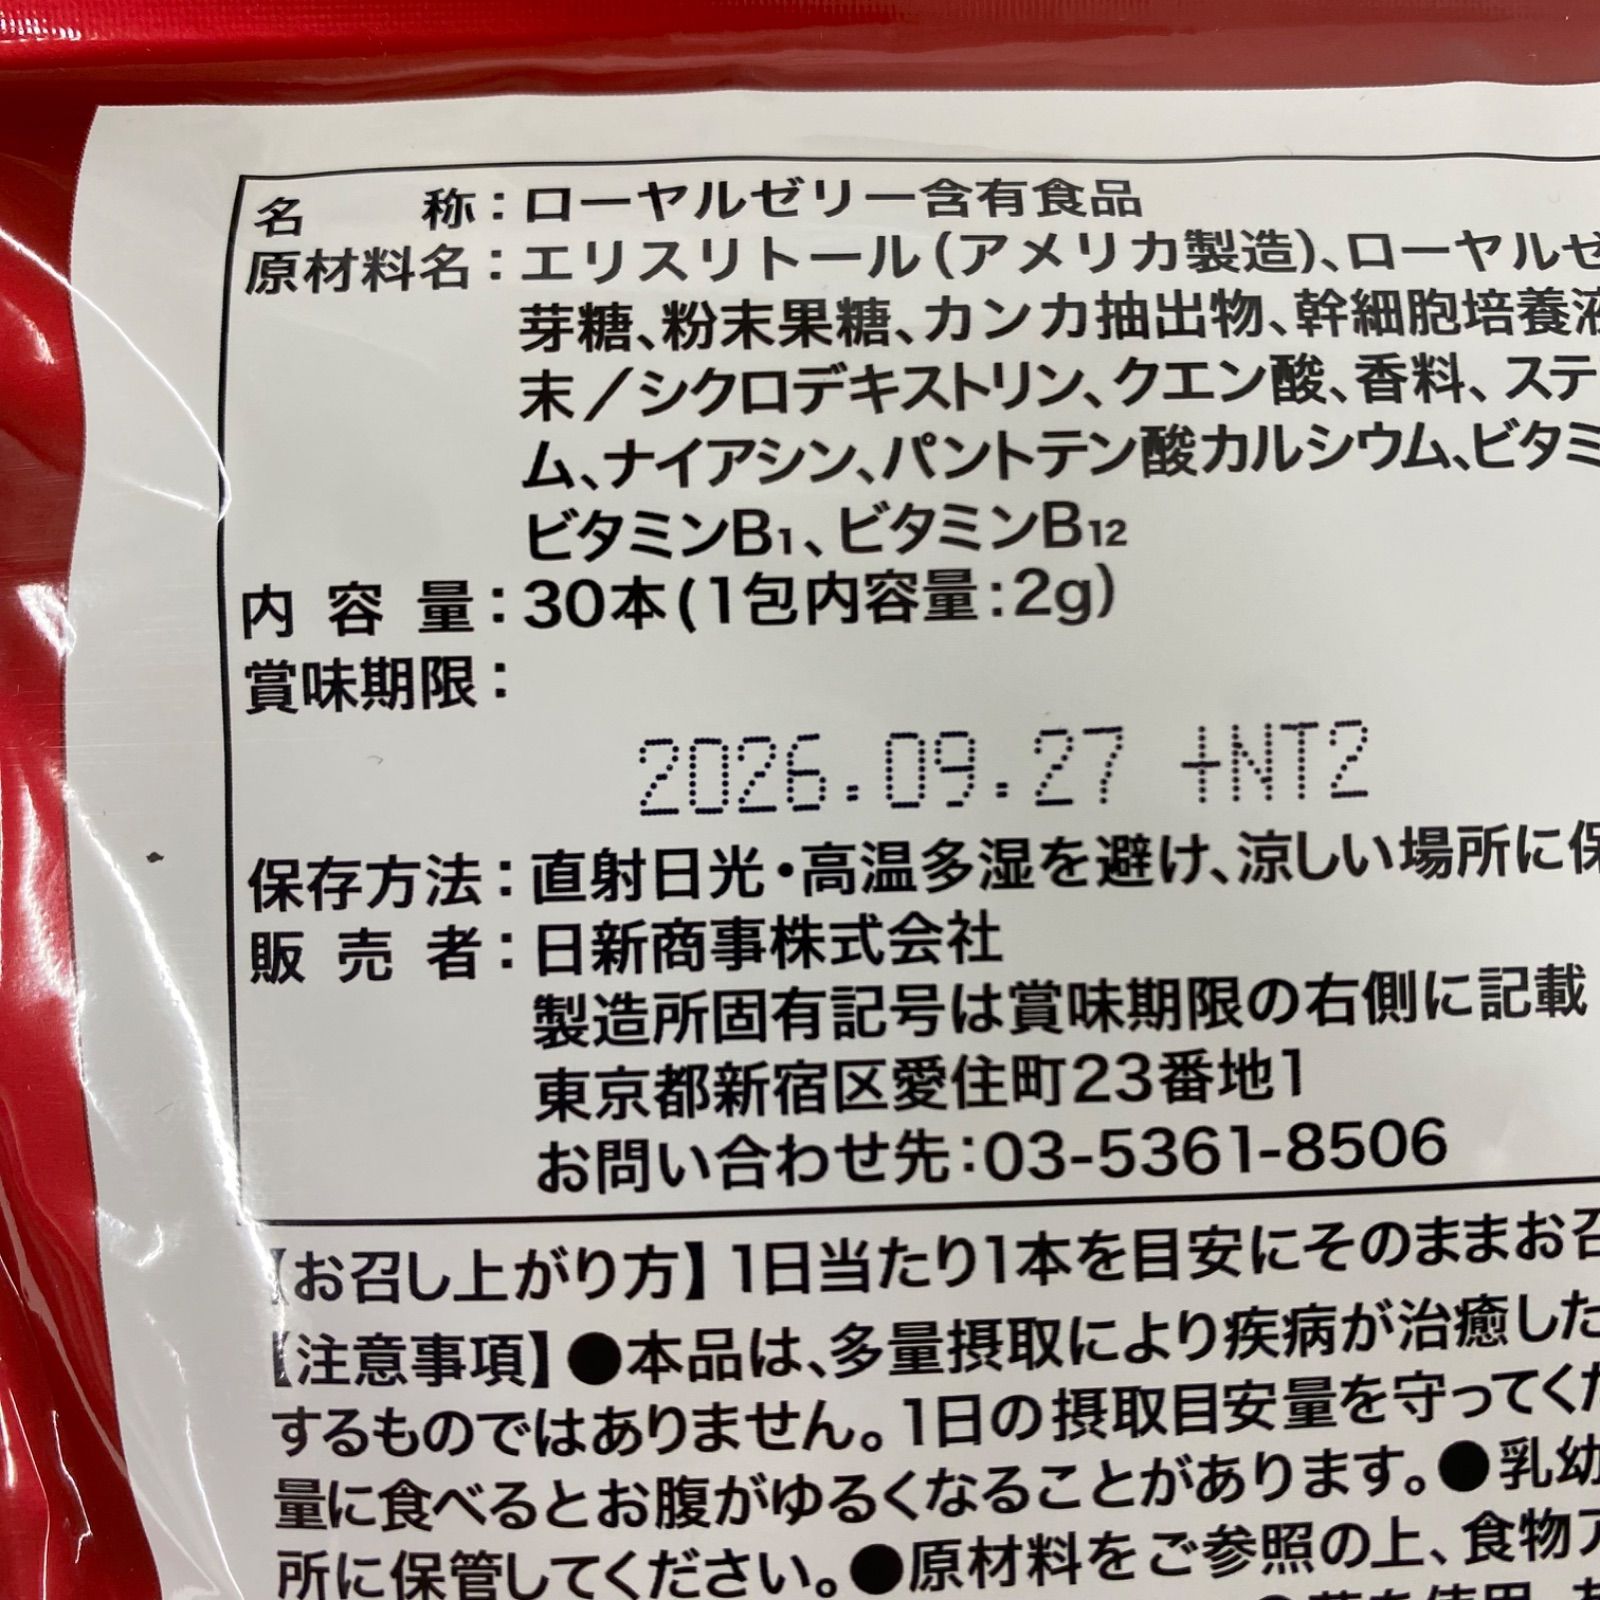 名　　称：ローヤルゼリー含有食品
原材料名：エリスリトール（アメリカ製造）、ローヤルゼ
芽糖、粉末果糖、カンカ抽出物、幹細胞培養液
末／シクロデキストリン、クエン酸、香料、ステ
ム、ナイアシン、パントテン酸カルシウム、ビタミ
ビタミンB1、ビタミンB12
内 容 量：30本（1包内容量：2g）
賞味期限：
2026.09.27 +NT2
保存方法：直射日光・高温多湿を避け、涼しい場所に保
販 売 者：日新商事株式会社
製造所固有記号は賞味期限の右側に記載
東京都新宿区愛住町23番地1
お問い合わせ先：03-5361-8506
【お召し上がり方】1日当たり1本を目安にそのままお召
【注意事項】●本品は、多量摂取により疾病が治癒した
するものではありません。1日の摂取目安量を守ってくだ
量に食べるとお腹がゆるくなることがあります。●乳幼
所に保管してください。●原材料をご参照の上、食物ア